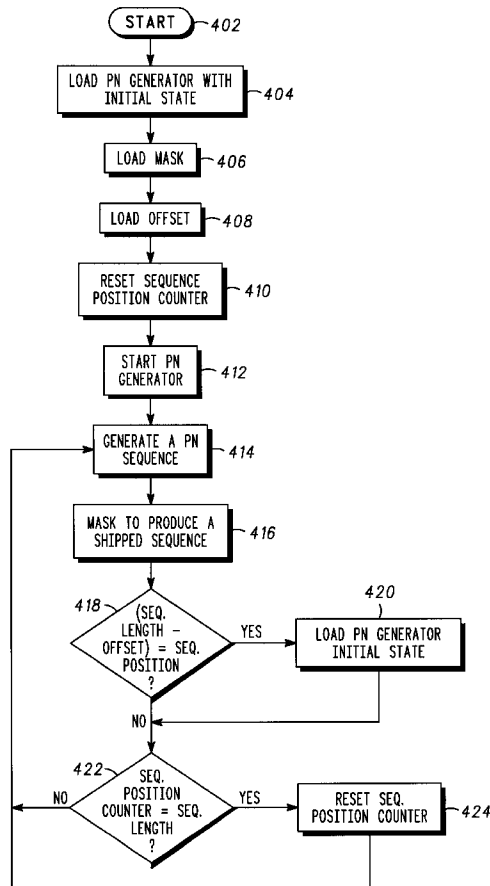 START
402
LOAD PN GENERATOR WITH
INITIAL STATE
404
LOAD MASK
406
LOAD OFFSET
408
RESET SEQUENCE
POSITION COUNTER
410
START PN
GENERATOR
412
GENERATE A PN
SEQUENCE
414
MASK TO PRODUCE A
SHIPPED SEQUENCE
416
418
(SEQ.
LENGTH -
OFFSET) = SEQ.
POSITION
?
YES
420
LOAD PN GENERATOR
INITIAL STATE
NO
422
SEQ.
POSITION
COUNTER = SEQ.
LENGTH
?
NO
YES
RESET SEQ.
POSITION COUNTER
424